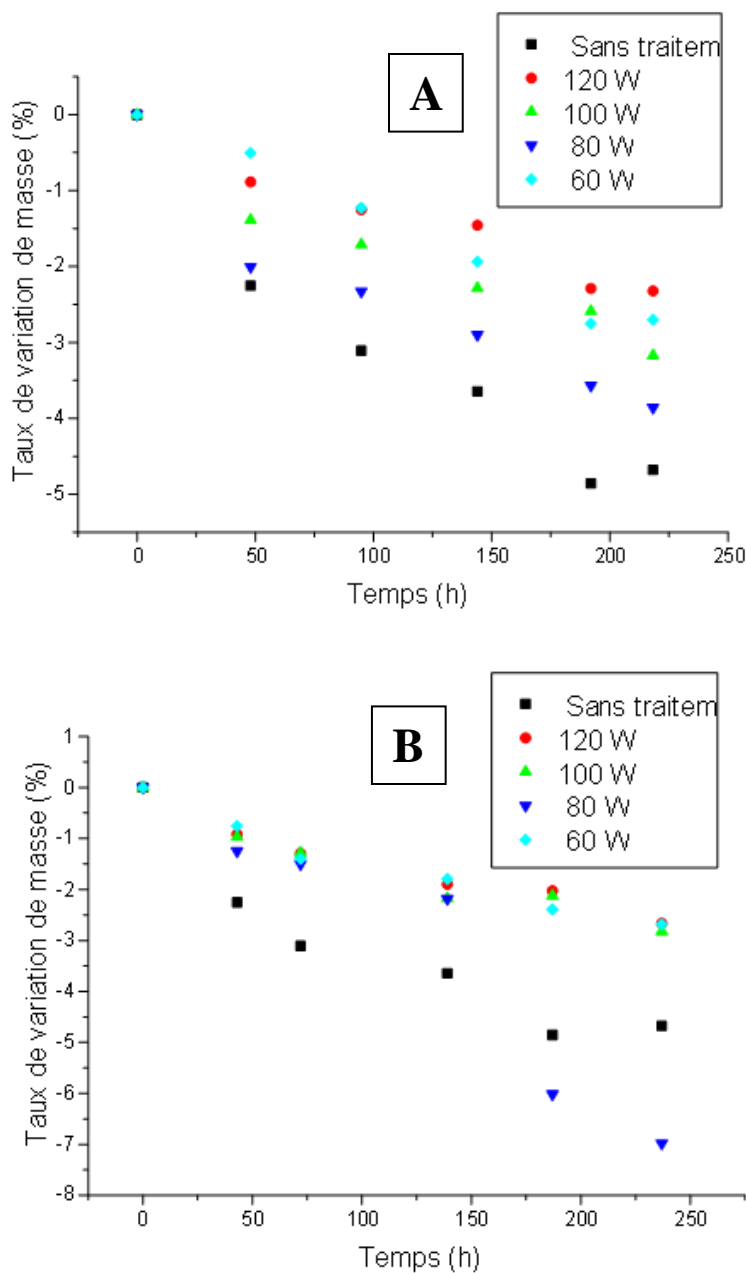 A
Sans traitem
120 W
100 W
80 W
60 W
Taux de variation de masse (%)
0
-1
-2
-3
-4
-5
0
50
100
150
200
250
Temps (h)
B
Sans traitem
120 W
100 W
80 W
60 W
Taux de variation de masse (%)
1
0
-1
-2
-3
-4
-5
-6
-7
-8
0
50
100
150
200
250
Temps (h)